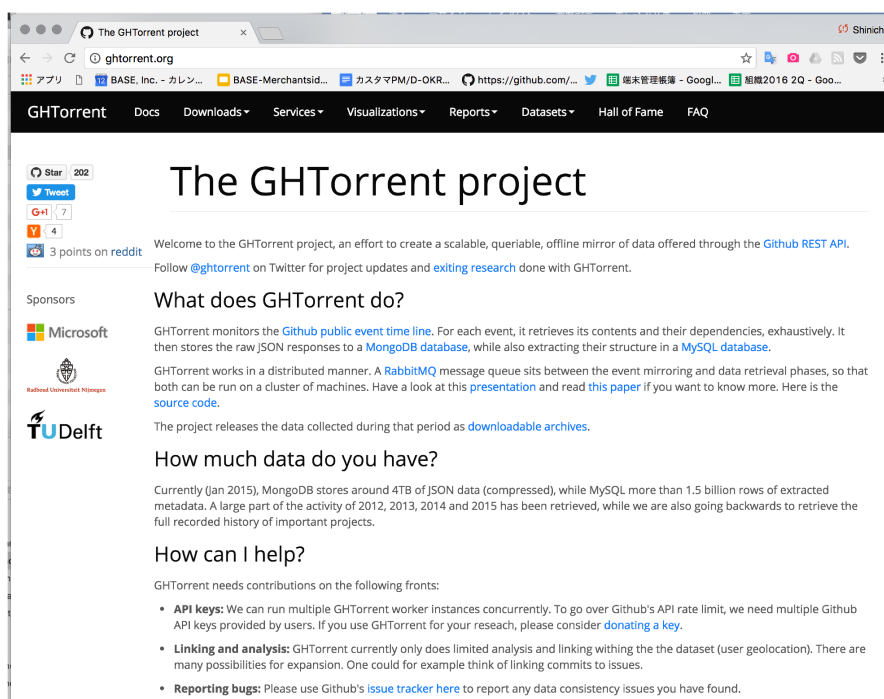 The GHTorrent project
Shinich
ghtorrent.org
アプリ
BASE, Inc. - カレン...
BASE-Merchantsid...
カスタマPM/D-OKR...
https://github.com/...
端末管理帳簿 - Googl...
組織2016 2Q - Goo...
GHTorrent Docs Downloads Services Visualizations Reports Datasets Hall of Fame FAQ
Star 202
Tweet
G+1 7
Y 4
3 points on reddit
Sponsors
Microsoft
Radboud Universiteit Nijmegen
TUDelft
The GHTorrent project
Welcome to the GHTorrent project, an effort to create a scalable, queriable, offline mirror of data offered through the Github REST API.
Follow @ghtorrent on Twitter for project updates and exiting research done with GHTorrent.
What does GHTorrent do?
GHTorrent monitors the Github public event time line. For each event, it retrieves its contents and their dependencies, exhaustively. It
then stores the raw JSON responses to a MongoDB database, while also extracting their structure in a MySQL database.
GHTorrent works in a distributed manner. A RabbitMQ message queue sits between the event mirroring and data retrieval phases, so that
both can be run on a cluster of machines. Have a look at this presentation and read this paper if you want to know more. Here is the
source code.
The project releases the data collected during that period as downloadable archives.
How much data do you have?
Currently (Jan 2015), MongoDB stores around 4TB of JSON data (compressed), while MySQL more than 1.5 billion rows of extracted
metadata. A large part of the activity of 2012, 2013, 2014 and 2015 has been retrieved, while we are also going backwards to retrieve the
full recorded history of important projects.
How can I help?
GHTorrent needs contributions on the following fronts:
• API keys: We can run multiple GHTorrent worker instances concurrently. To go over Github's API rate limit, we need multiple Github
API keys provided by users. If you use GHTorrent for your reseach, please consider donating a key.
• Linking and analysis: GHTorrent currently only does limited analysis and linking withing the the dataset (user geolocation). There are
many possibilities for expansion. One could for example think of linking commits to issues.
• Reporting bugs: Please use Github's issue tracker here to report any data consistency issues you have found.